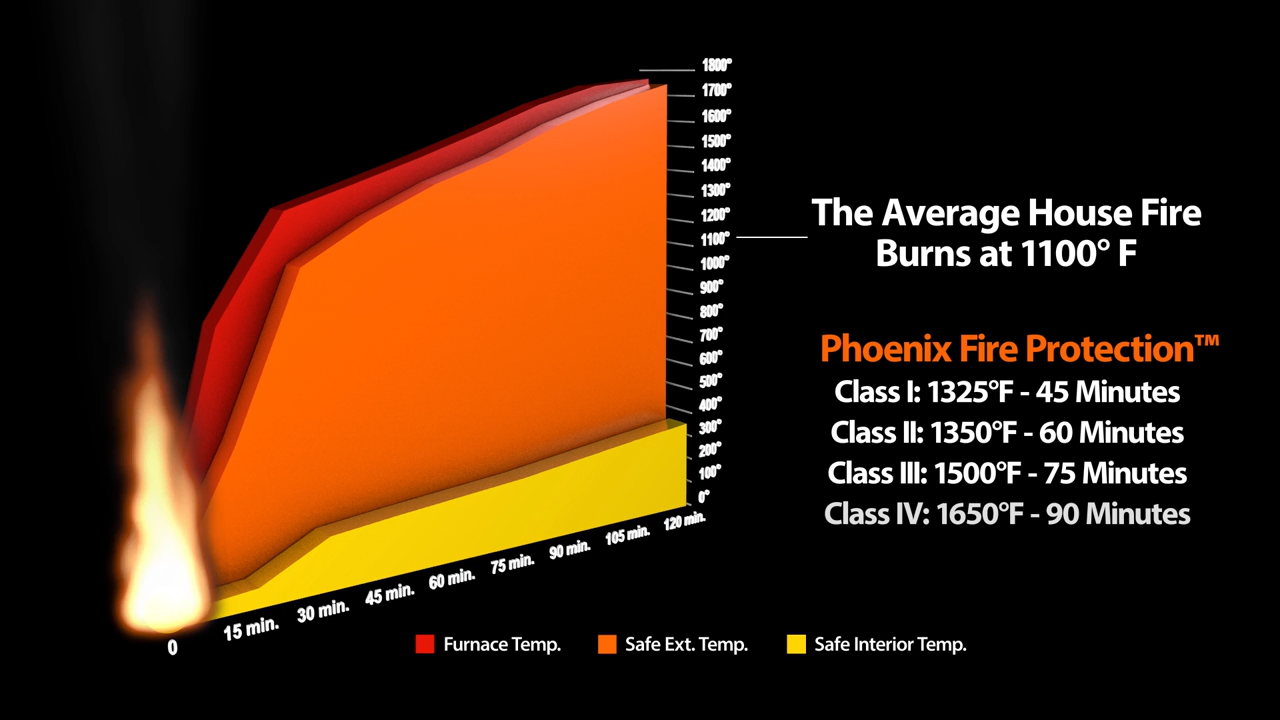 1800°
1700°
1600°
1500°
1400°
1300°
1200°
1100°
1000°
900°
800°
700°
600°
500°
400°
300°
200°
100°
0°
The Average House Fire
Burns at 1100° F
Phoenix Fire Protection™
Class I: 1325°F - 45 Minutes
Class II: 1350°F - 60 Minutes
Class III: 1500°F - 75 Minutes
Class IV: 1650°F - 90 Minutes
0
15 min.
30 min.
45 min.
60 min.
75 min.
90 min.
105 min.
120 min.
Furnace Temp.
Safe Ext. Temp.
Safe Interior Temp.